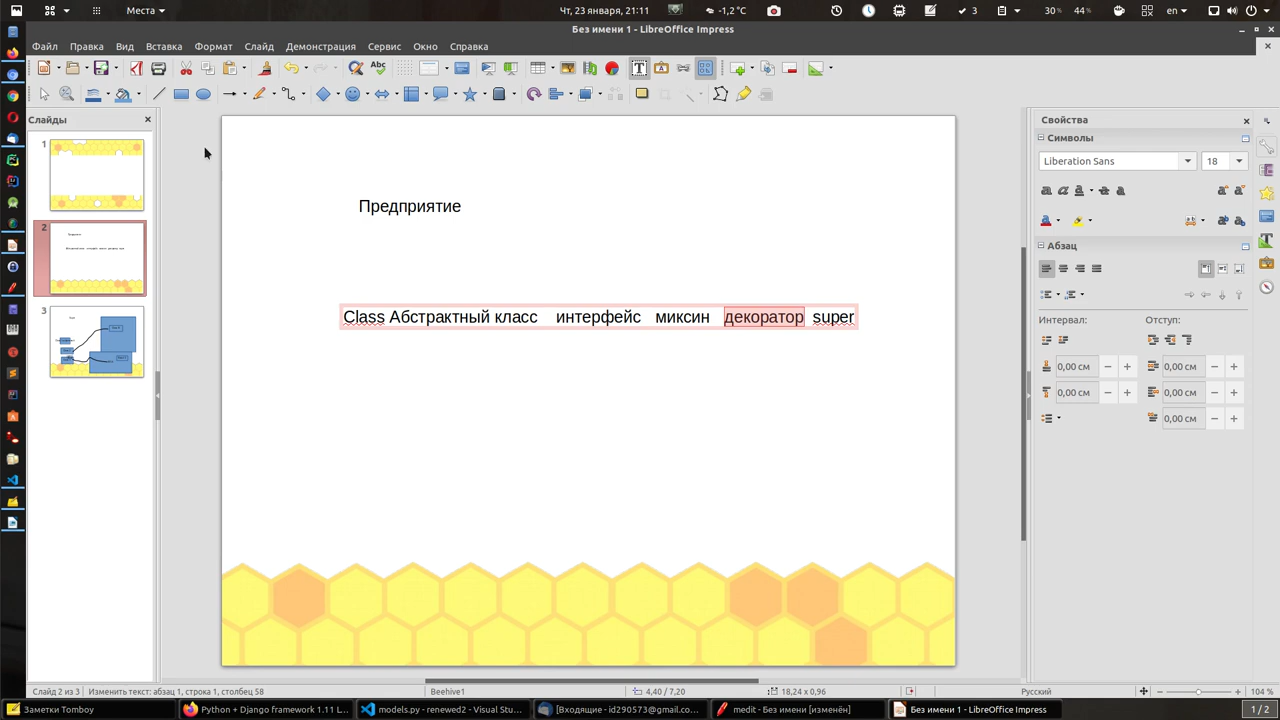 Места
Чт, 23 января, 21:11
-1,2 °C
3
30%
44%
en
Без имени 1 - LibreOffice Impress
Файл Правка Вид Вставка Формат Слайд Демонстрация Сервис Окно Справка
Слайды
1
2
3
Предприятие
Class Абстрактный класс интерфейс миксин декоратор super
Свойства
Символы
Liberation Sans 18
Абзац
Интервал: Отступ:
0,00 см 0,00 см
0,00 см 0,00 см
0,00 см
Слайд 2 из 3 Изменить текст: абзац 1, строка 1, столбец 58 Beehive1 4,40 / 7,20 18,24 x 0,96 Русский 104 %
Заметки Tomboy Python + Django framework 1.11 L... models.py - renewed2 - Visual Stu... [Входящие - id290573@gmail.co... medit - Без имени [изменён] Без имени 1 - LibreOffice Impress 1 / 2